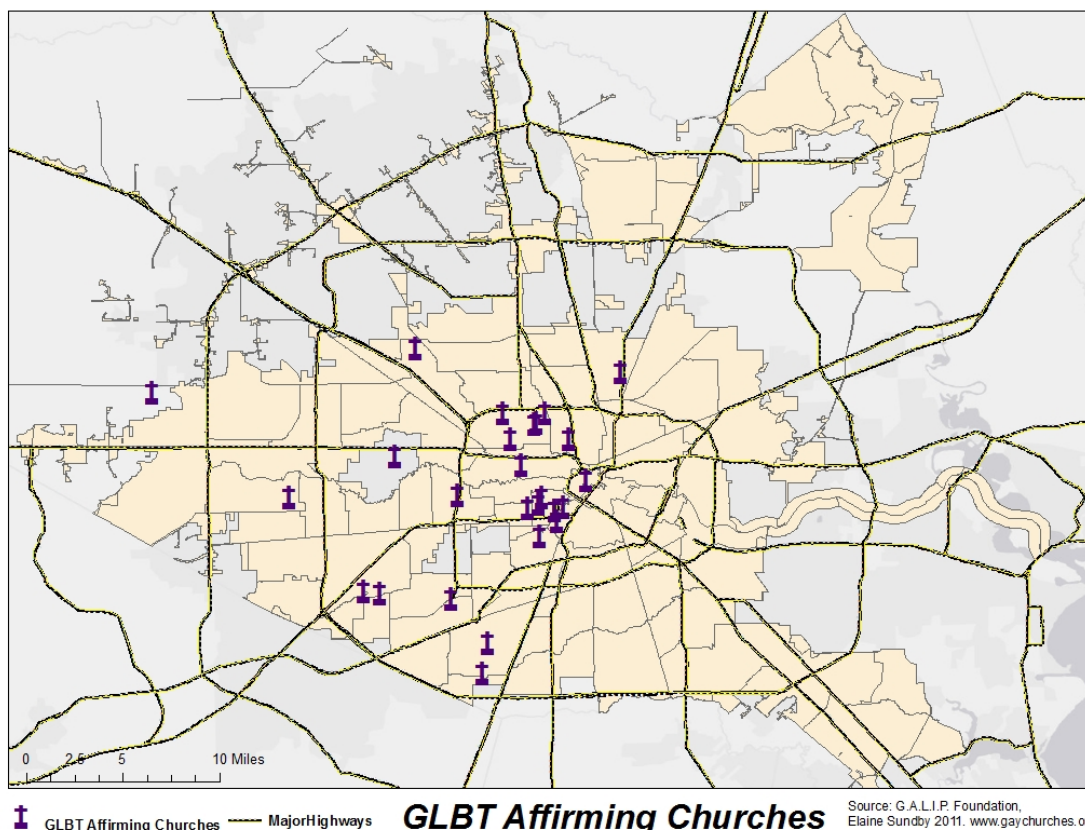 0 2.5 5 10 Miles
GLBT Affirming Churches
MajorHighways
GLBT Affirming Churches
Source: G.A.L.I.P. Foundation,
Elaine Sundby 2011. www.gaychurches.o